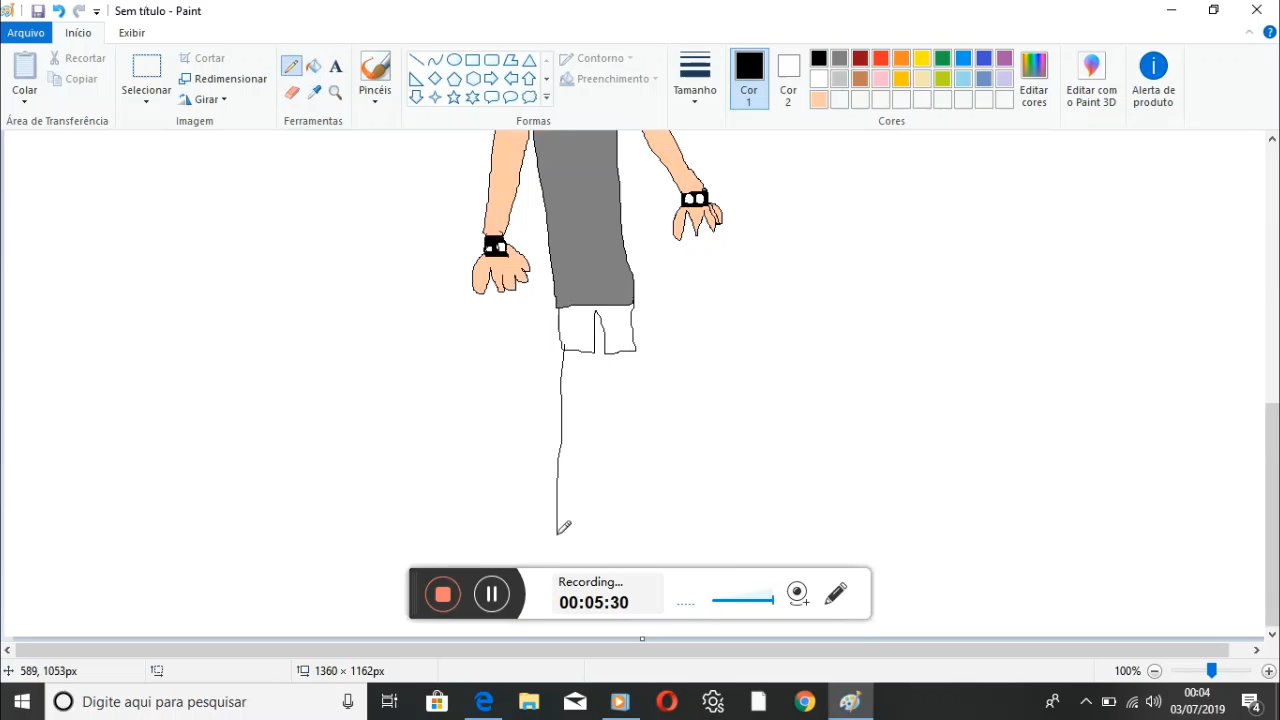 Sem título - Paint
Arquivo Início Exibir
Colar
Recortar
Copiar
Área de Transferência
Selecionar
Cortar
Redimensionar
Girar
Imagem
A
Ferramentas
Pincéis
Formas
Contorno
Preenchimento
Tamanho
Cor
1
Cor
2
Cores
Editar
cores
Editar com
o Paint 3D
Alerta de
produto
Recording...
00:05:30
589, 1053px
1360 × 1162px
100%
Digite aqui para pesquisar
00:04
03/07/2019
4